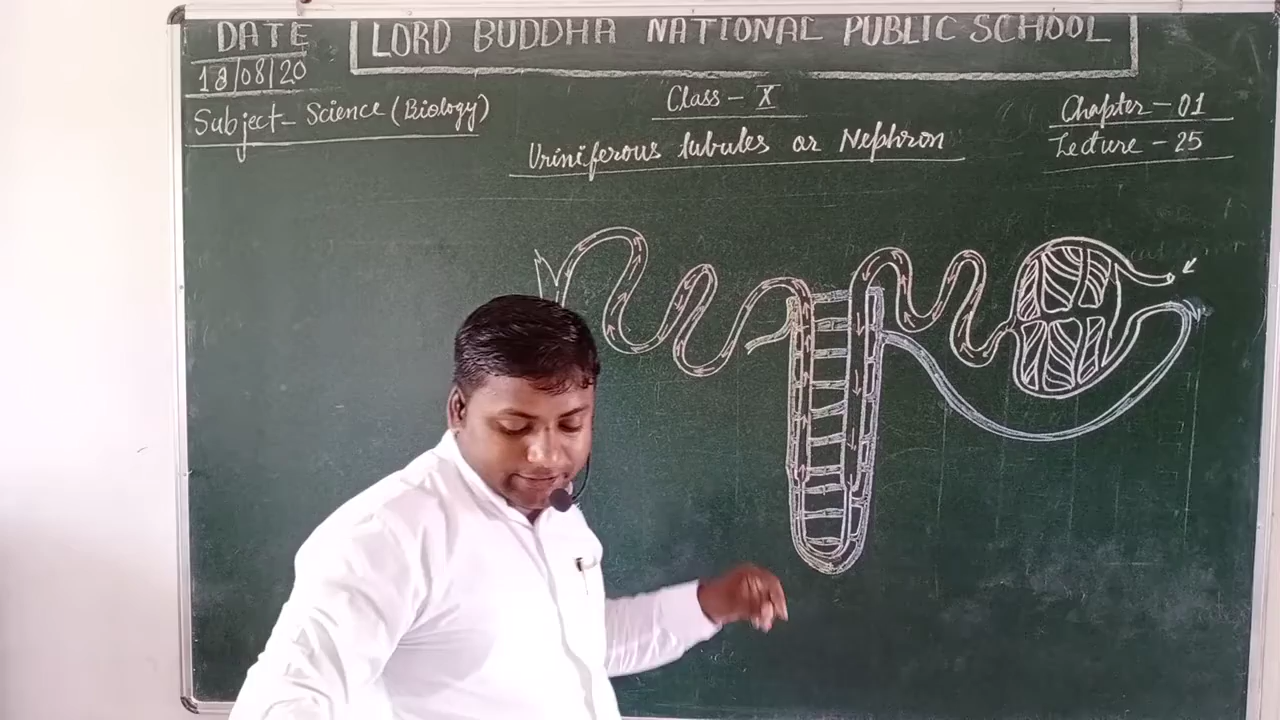 DATE
18/08/20
LORD BUDDHA NATIONAL PUBLIC SCHOOL
Subject - Science (Biology)
Class - X
Chapter - 01
Lecture - 25
Uriniferous tubules or Nephron